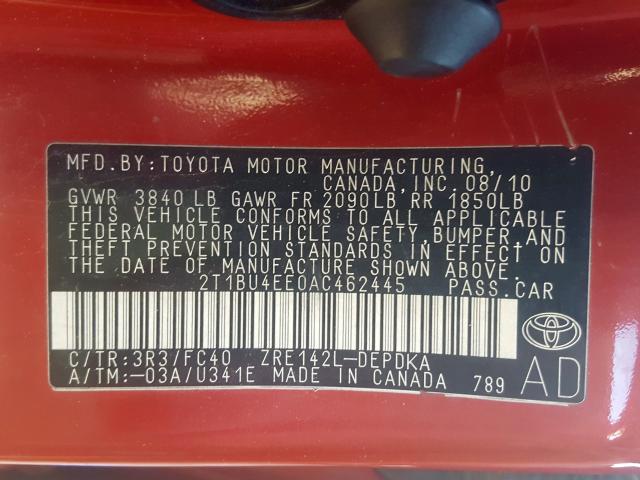 MFD. BY: TOYOTA MOTOR MANUFACTURING,
CANADA, INC. 08/10
GVWR 3840 LB GAWR FR 2090LB RR 1850LB
THIS VEHICLE CONFORMS TO ALL APPLICABLE
FEDERAL MOTOR VEHICLE SAFETY, BUMPER, AND
THEFT PREVENTION STANDARDS IN EFFECT ON
THE DATE OF MANUFACTURE SHOWN ABOVE.
2T1BU4EE0AC462445 PASS. CAR
C/TR: 3R3/FC40 ZRE142L-DEPDKA
A/TM: -03A/U341E MADE IN CANADA 789
AD